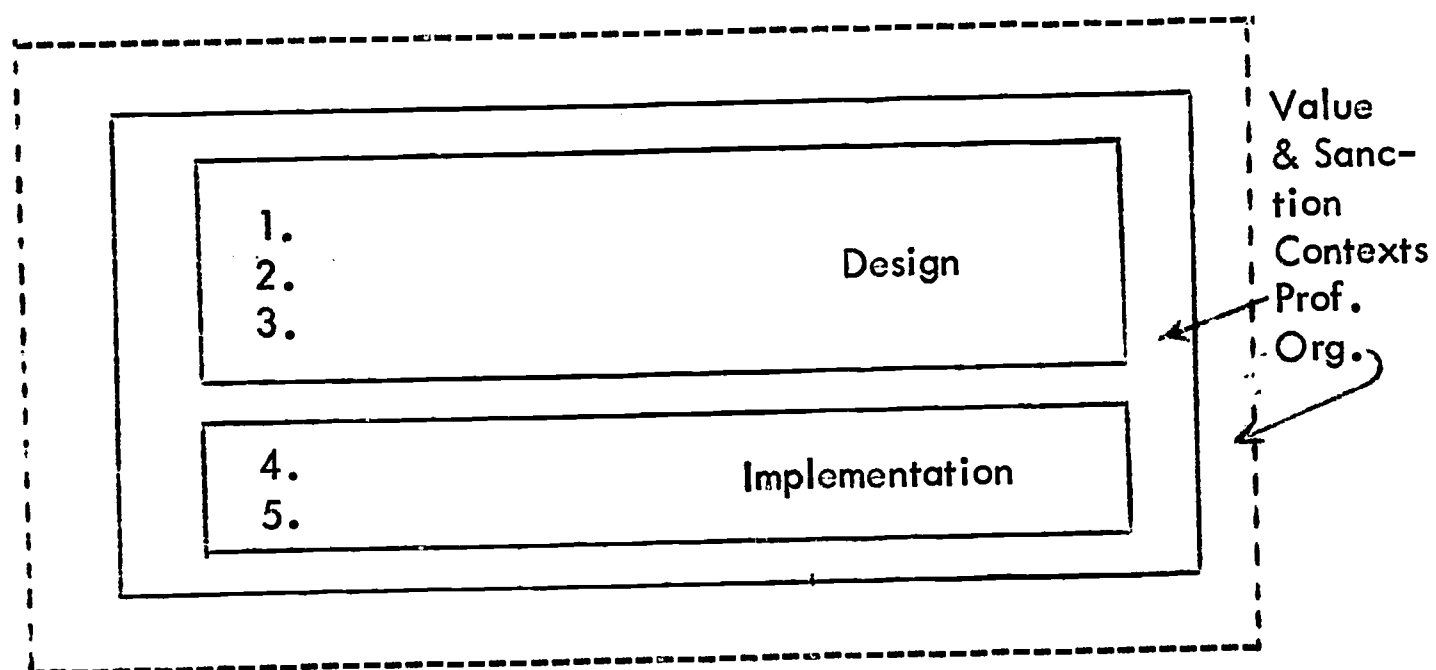 Value
& Sanc-
tion
Contexts
Prof.
Org.
1.
2.
3.
Design
4.
5.
Implementation